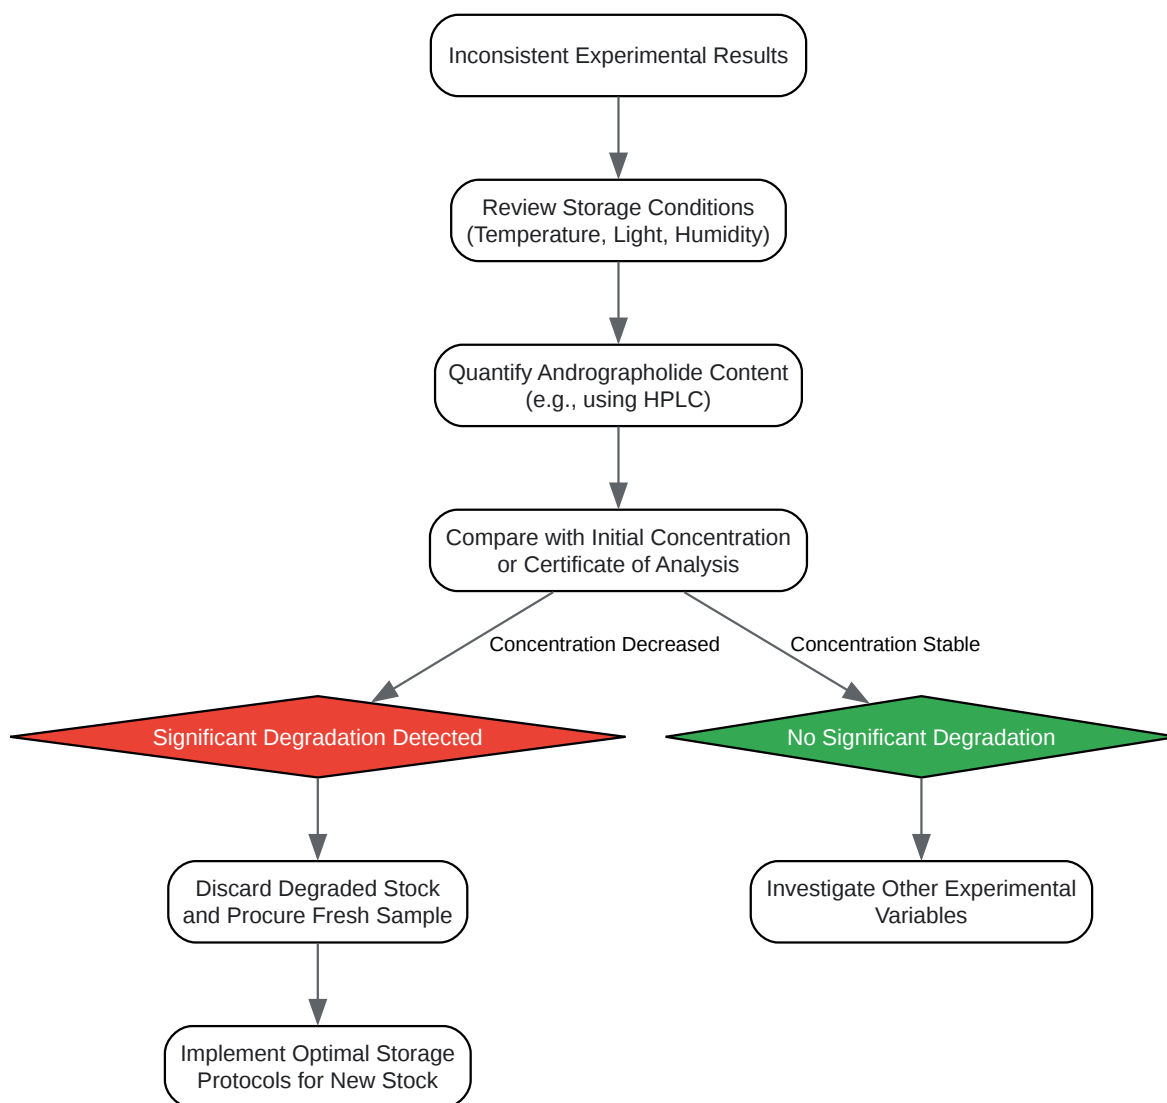 Inconsistent Experimental Results
Review Storage Conditions
(Temperature, Light, Humidity)
Quantify Andrographolide Content
(e.g., using HPLC)
Compare with Initial Concentration
or Certificate of Analysis
Concentration Decreased
Concentration Stable
Significant Degradation Detected
No Significant Degradation
Discard Degraded Stock
and Procure Fresh Sample
Investigate Other Experimental
Variables
Implement Optimal Storage
Protocols for New Stock